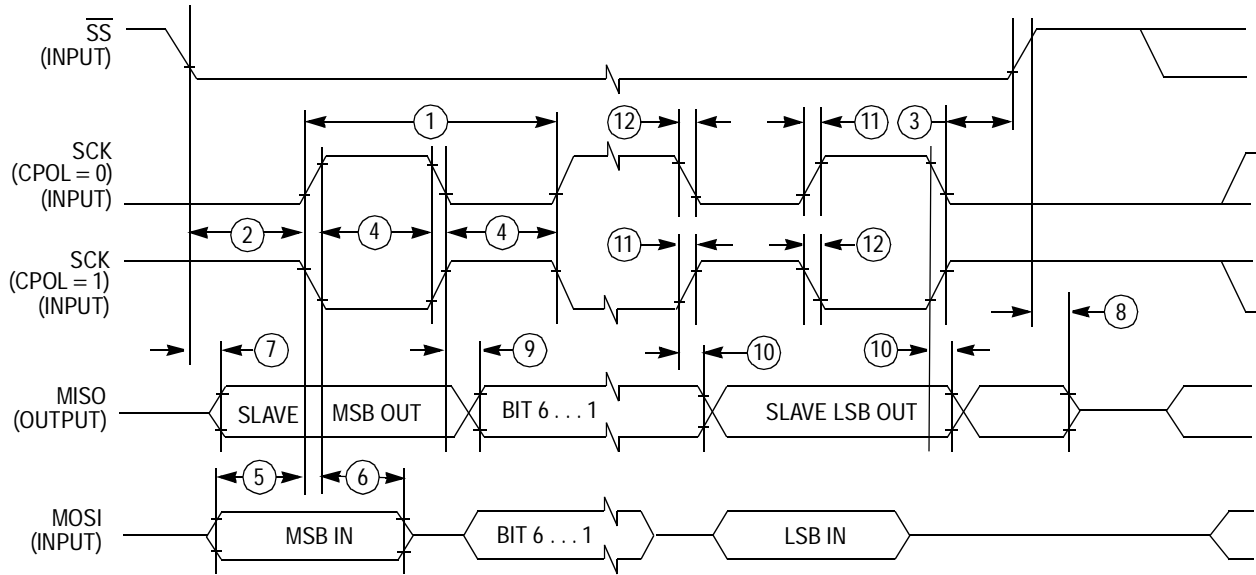 SS
(INPUT)
1
12
11
3
SCK
(CPOL = 0)
(INPUT)
2
4
4
11
12
SCK
(CPOL = 1)
(INPUT)
7
9
10
10
8
MISO
(OUTPUT)
SLAVE
MSB OUT
BIT 6 . . . 1
SLAVE LSB OUT
5
6
MOSI
(INPUT)
MSB IN
BIT 6 . . . 1
LSB IN